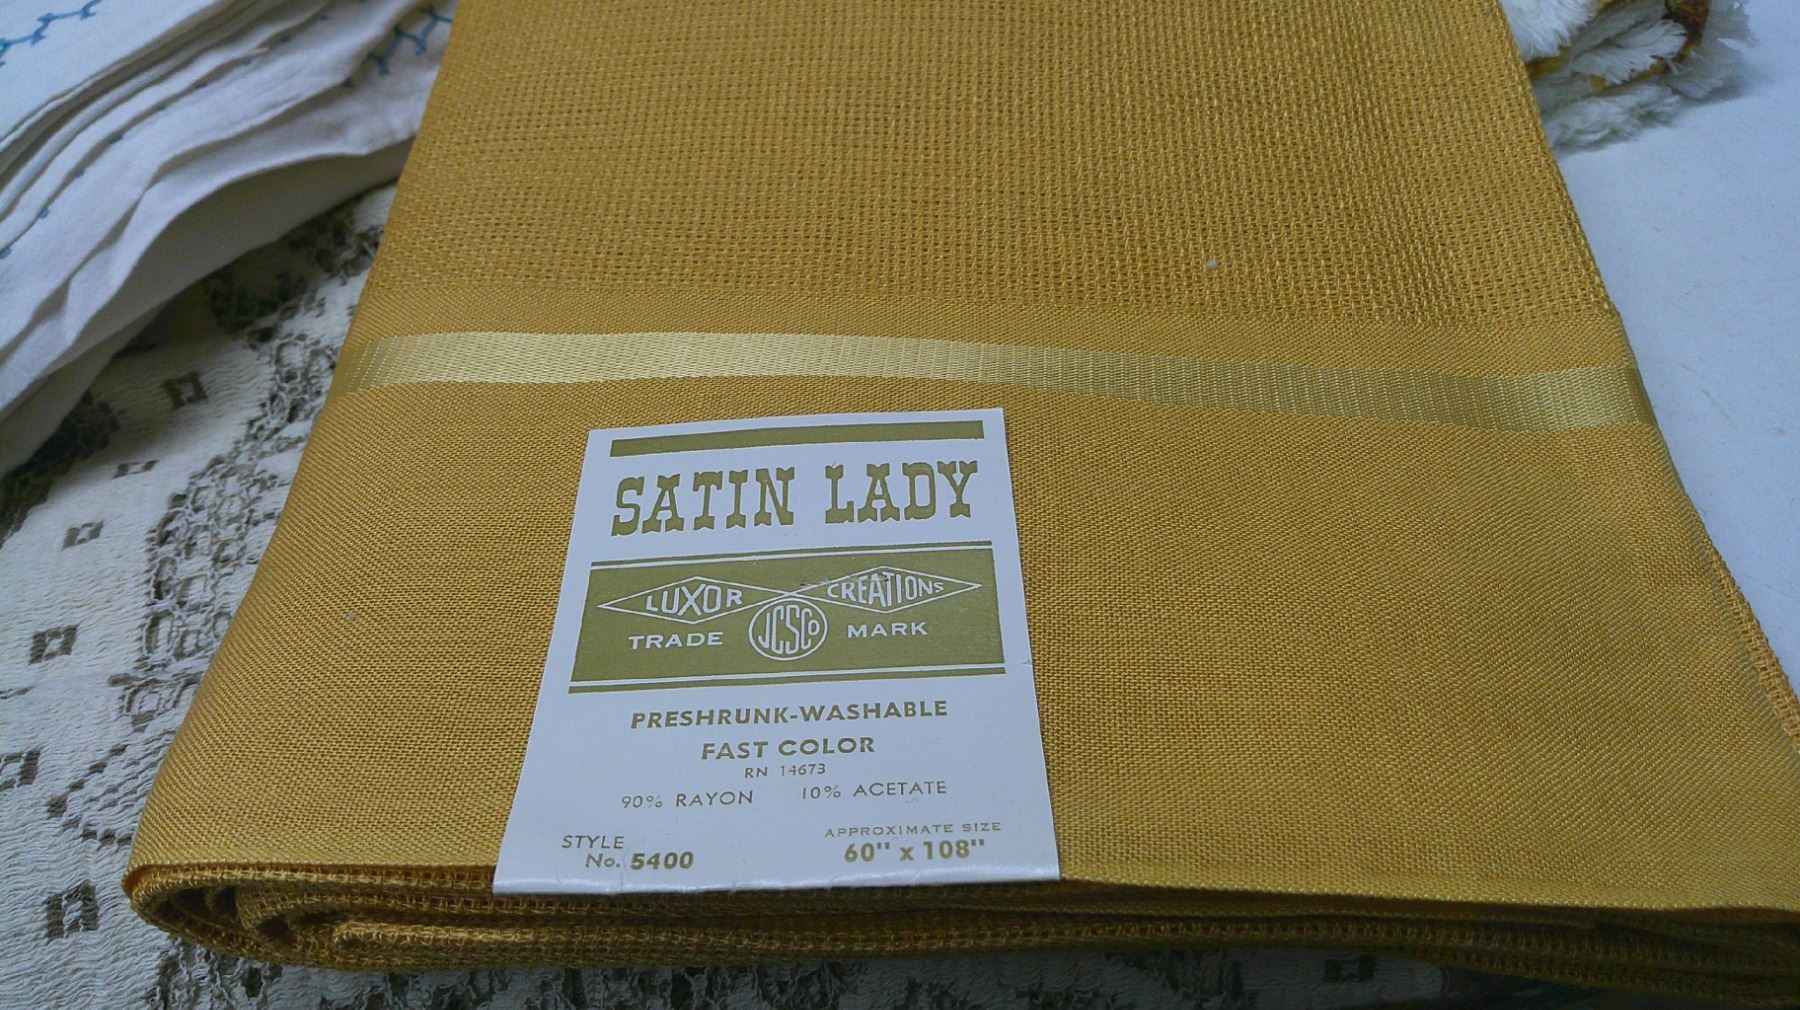 SATIN LADY
LUXOR CREATIONS
TRADE JCSCo MARK
PRESHRUNK-WASHABLE
FAST COLOR
RN 14673
90% RAYON 10% ACETATE
STYLE
No. 5400
APPROXIMATE SIZE
60" x 108"